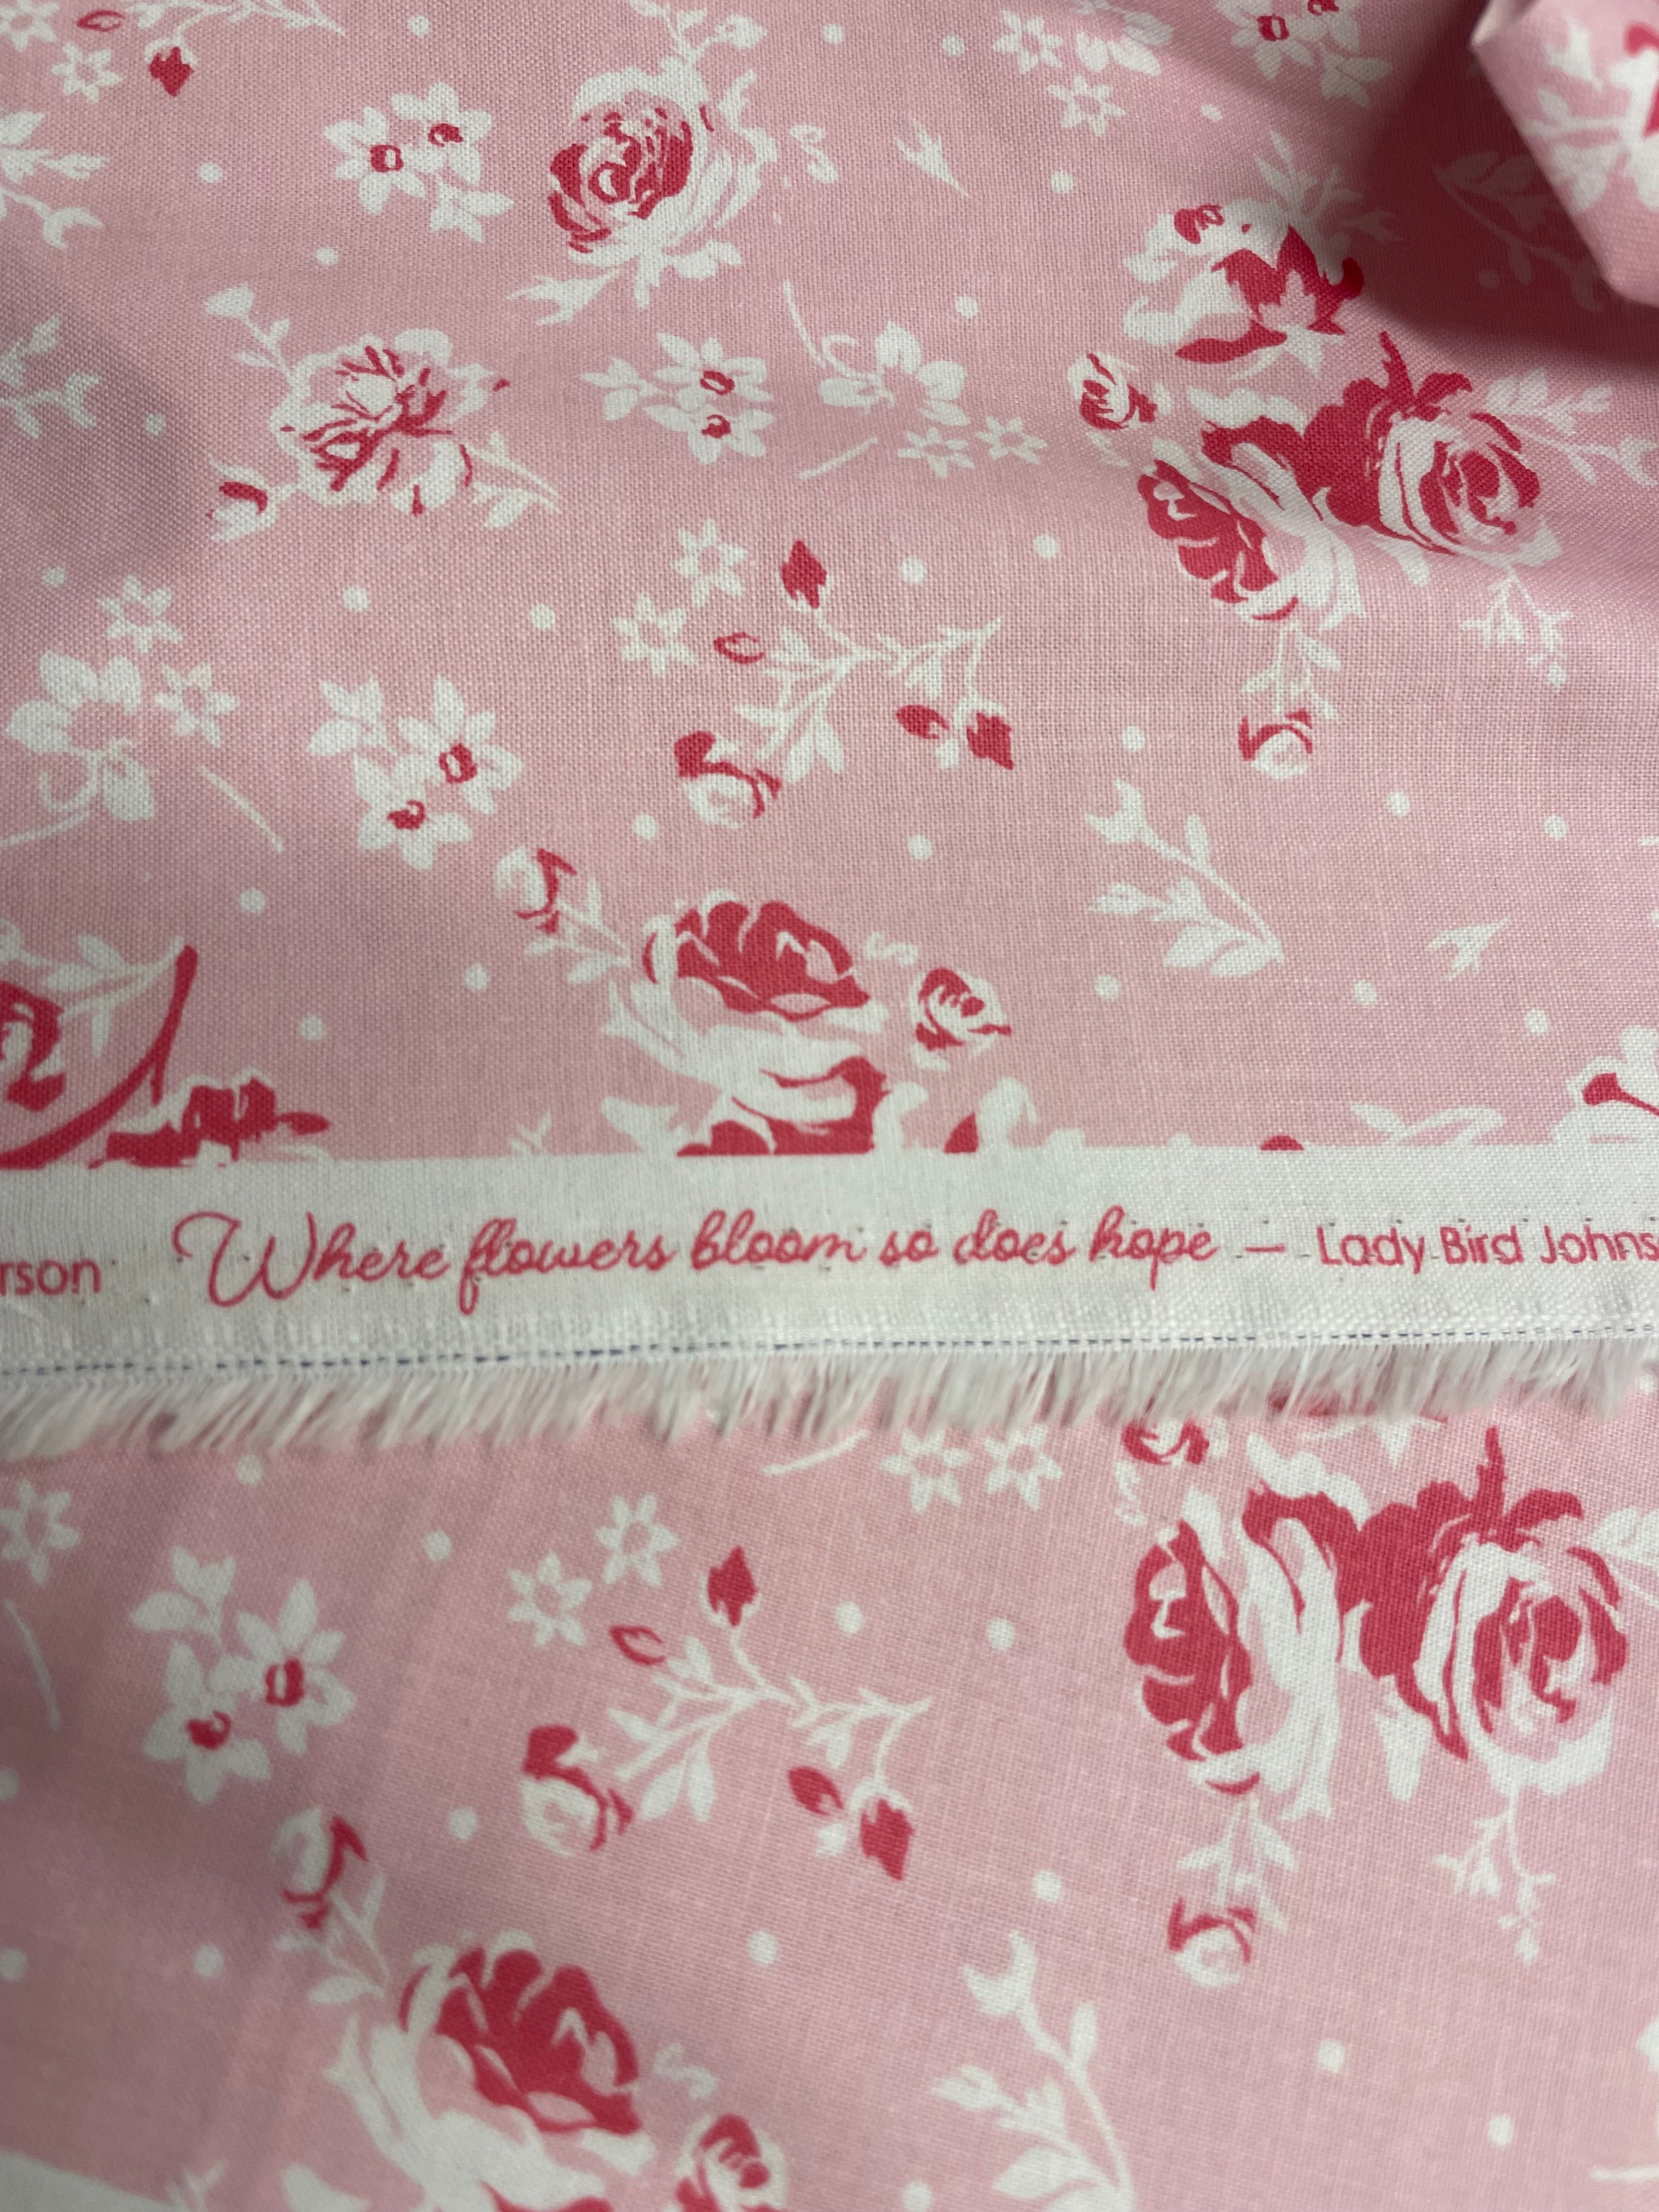 rson Where flowers bloom so does hope — Lady Bird Johns